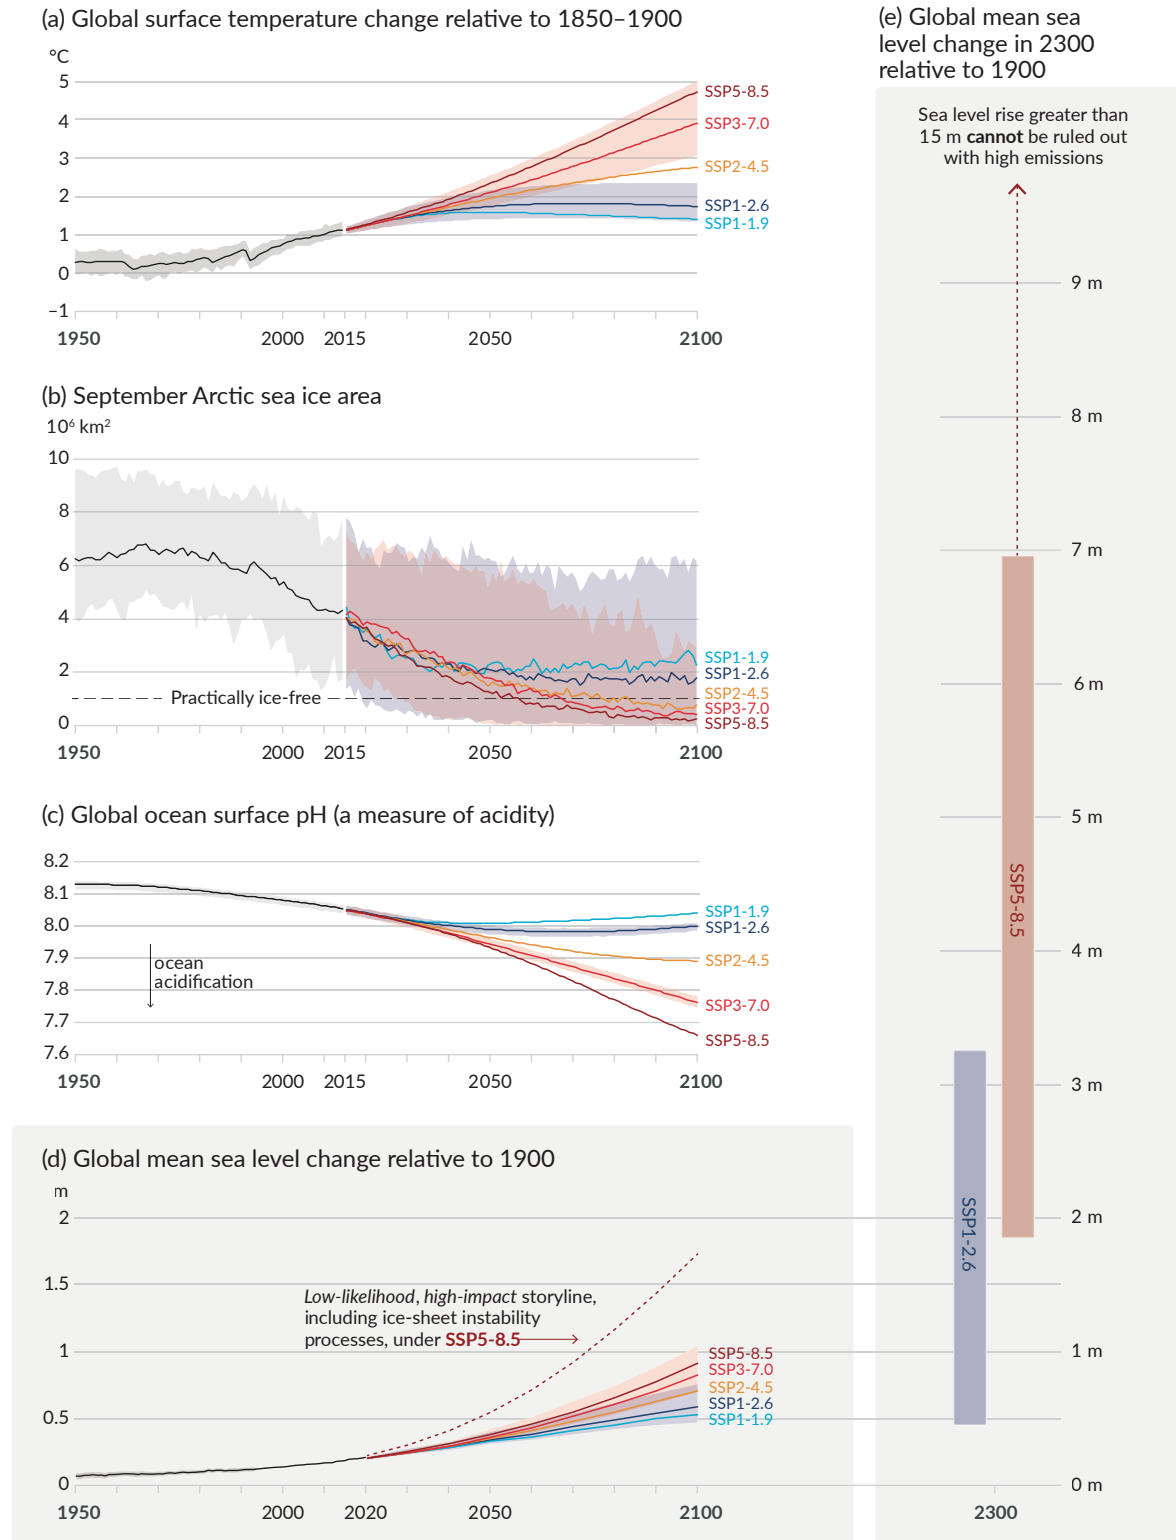 (a) Global surface temperature change relative to 1850–1900
°C
5
4
3
2
1
0
–1
SSP5-8.5
SSP3-7.0
SSP2-4.5
SSP1-2.6
SSP1-1.9
1950
2000
2015
2050
2100
(b) September Arctic sea ice area
10⁶ km²
10
8
6
4
2
0
Practically ice-free
SSP1-1.9
SSP1-2.6
SSP2-4.5
SSP3-7.0
SSP5-8.5
1950
2000
2015
2050
2100
(c) Global ocean surface pH (a measure of acidity)
8.2
8.1
8.0
7.9
7.8
7.7
7.6
ocean
acidification
SSP1-1.9
SSP1-2.6
SSP2-4.5
SSP3-7.0
SSP5-8.5
1950
2000
2015
2050
2100
(d) Global mean sea level change relative to 1900
m
2
1.5
1
0.5
0
Low-likelihood, high-impact storyline,
including ice-sheet instability
processes, under SSP5-8.5
SSP5-8.5
SSP3-7.0
SSP2-4.5
SSP1-2.6
SSP1-1.9
1950
2000
2020
2050
2100
(e) Global mean sea
level change in 2300
relative to 1900
Sea level rise greater than
15 m cannot be ruled out
with high emissions
9 m
8 m
7 m
6 m
5 m
4 m
3 m
2 m
1 m
0 m
SSP5-8.5
SSP1-2.6
2300